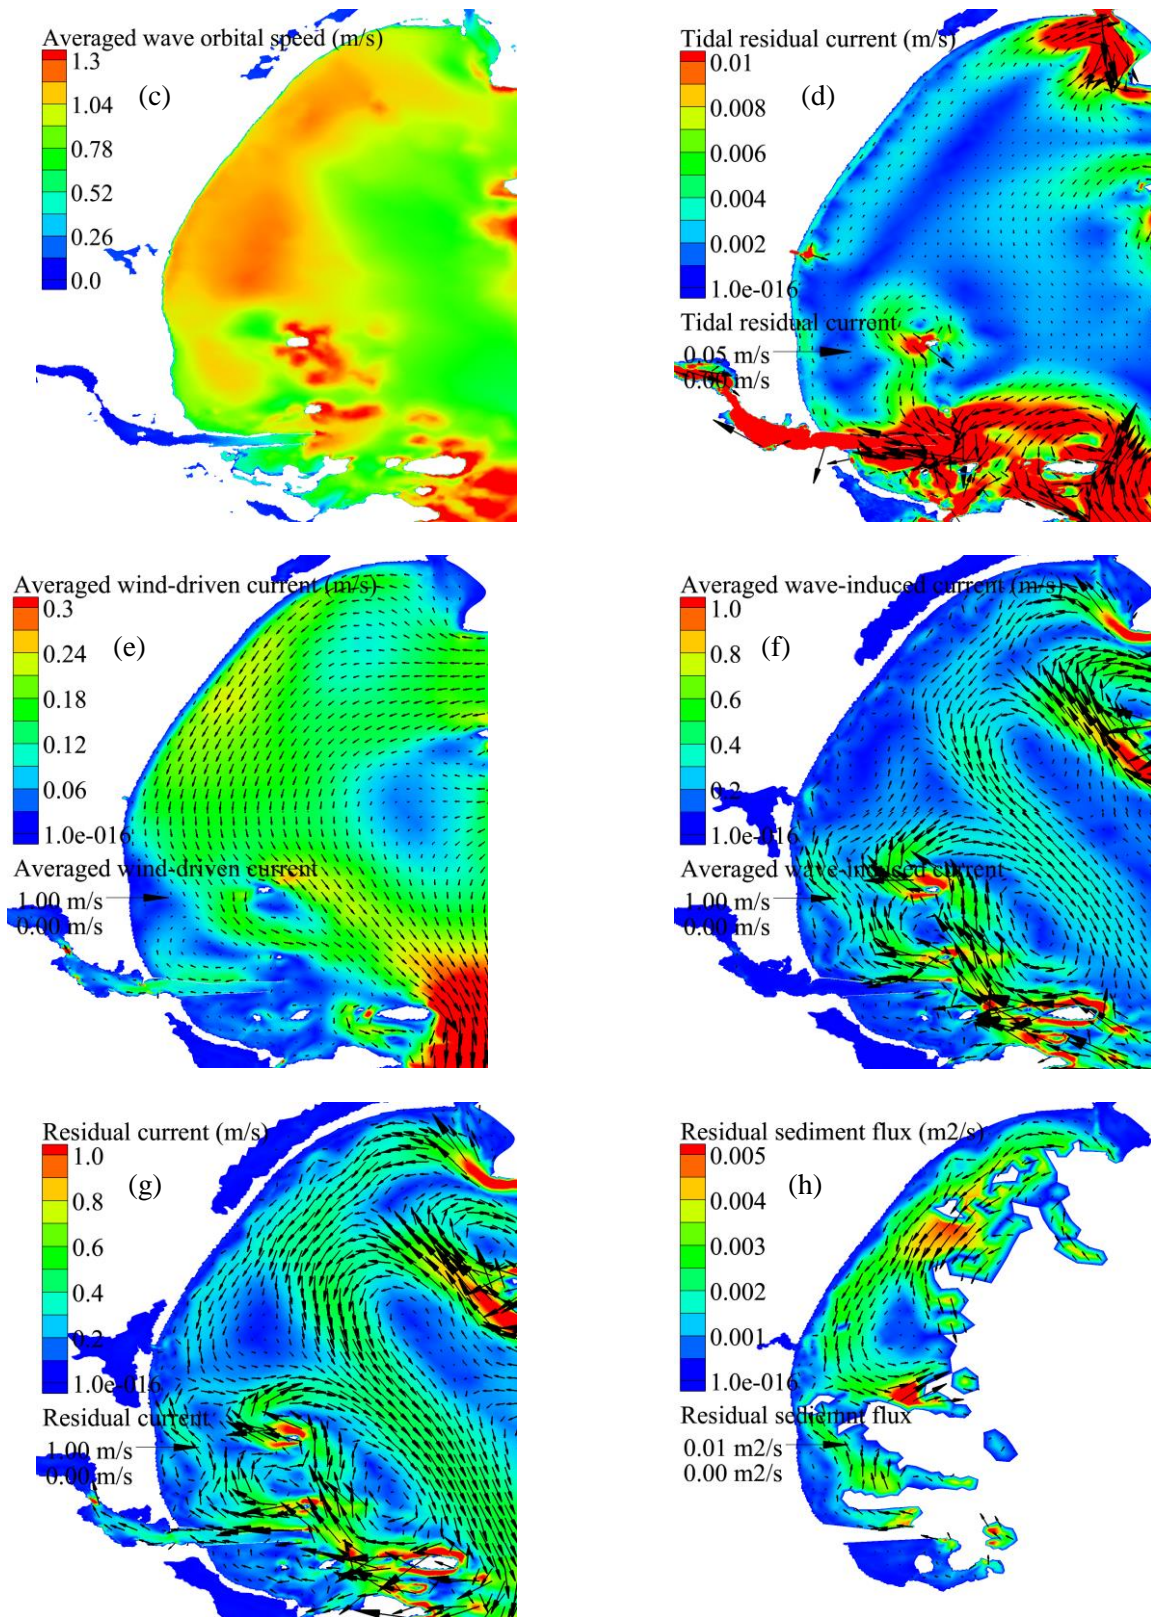 Averaged wave orbital speed (m/s)
1.3
1.04
0.78
0.52
0.26
0.0
(c)
Tidal residual current (m/s)
0.01
0.008
0.006
0.004
0.002
1.0e-016
(d)
Tidal residual current
0.05 m/s
0.00 m/s
Averaged wind-driven current (m/s)
0.3
0.24
0.18
0.12
0.06
1.0e-016
(e)
Averaged wind-driven current
1.00 m/s
0.00 m/s
Averaged wave-induced current (m/s)
1.0
0.8
0.6
0.4
0.2
1.0e-016
(f)
Averaged wave-induced current
1.00 m/s
0.00 m/s
Residual current (m/s)
1.0
0.8
0.6
0.4
0.2
1.0e-016
(g)
Residual current
1.00 m/s
0.00 m/s
Residual sediment flux (m2/s)
0.005
0.004
0.003
0.002
0.001
1.0e-016
(h)
Residual sediemnt flux
0.01 m2/s
0.00 m2/s